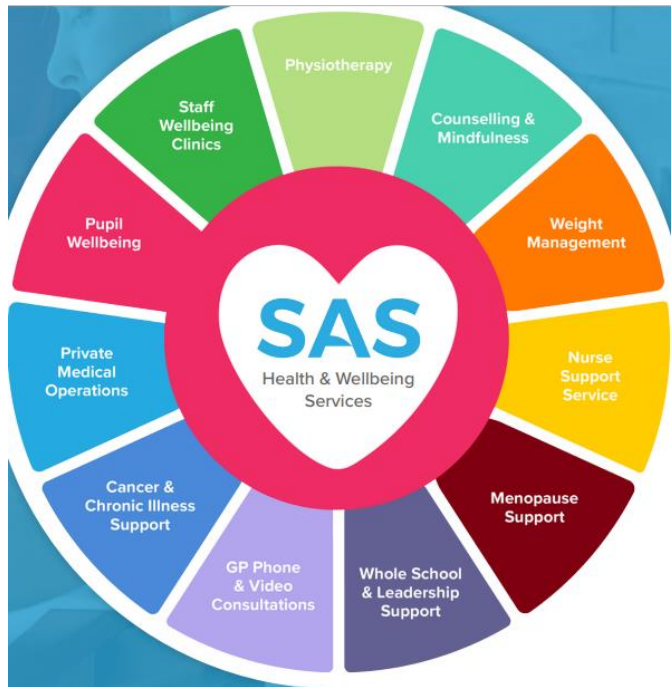 Physiotherapy
Counselling &
Mindfulness
Weight
Management
Nurse
Support
Service
Menopause
Support
Whole School
& Leadership
Support
GP Phone
& Video
Consultations
Cancer &
Chronic Illness
Support
Private
Medical
Operations
Pupil
Wellbeing
Staff
Wellbeing
Clinics
SAS
Health & Wellbeing
Services